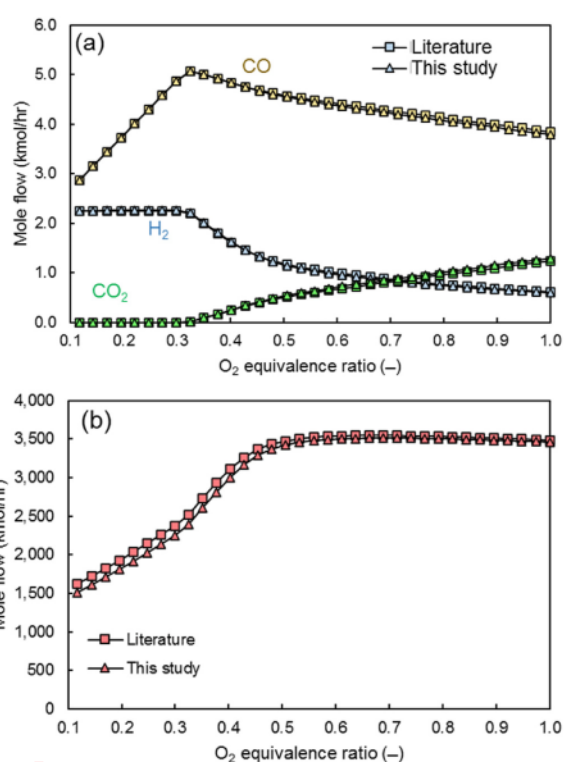 6.0
(a)
Literature
This study
CO
5.0
4.0
3.0
2.0
1.0
0.0
Mole flow (kmol/hr)
H2
CO2
0.1 0.2 0.3 0.4 0.5 0.6 0.7 0.8 0.9 1.0
O2 equivalence ratio (–)
4,000
(b)
3,500
3,000
2,500
2,000
1,500
1,000
500
0
Mole flow (kmol/hr)
Literature
This study
0.1 0.2 0.3 0.4 0.5 0.6 0.7 0.8 0.9 1.0
O2 equivalence ratio (–)